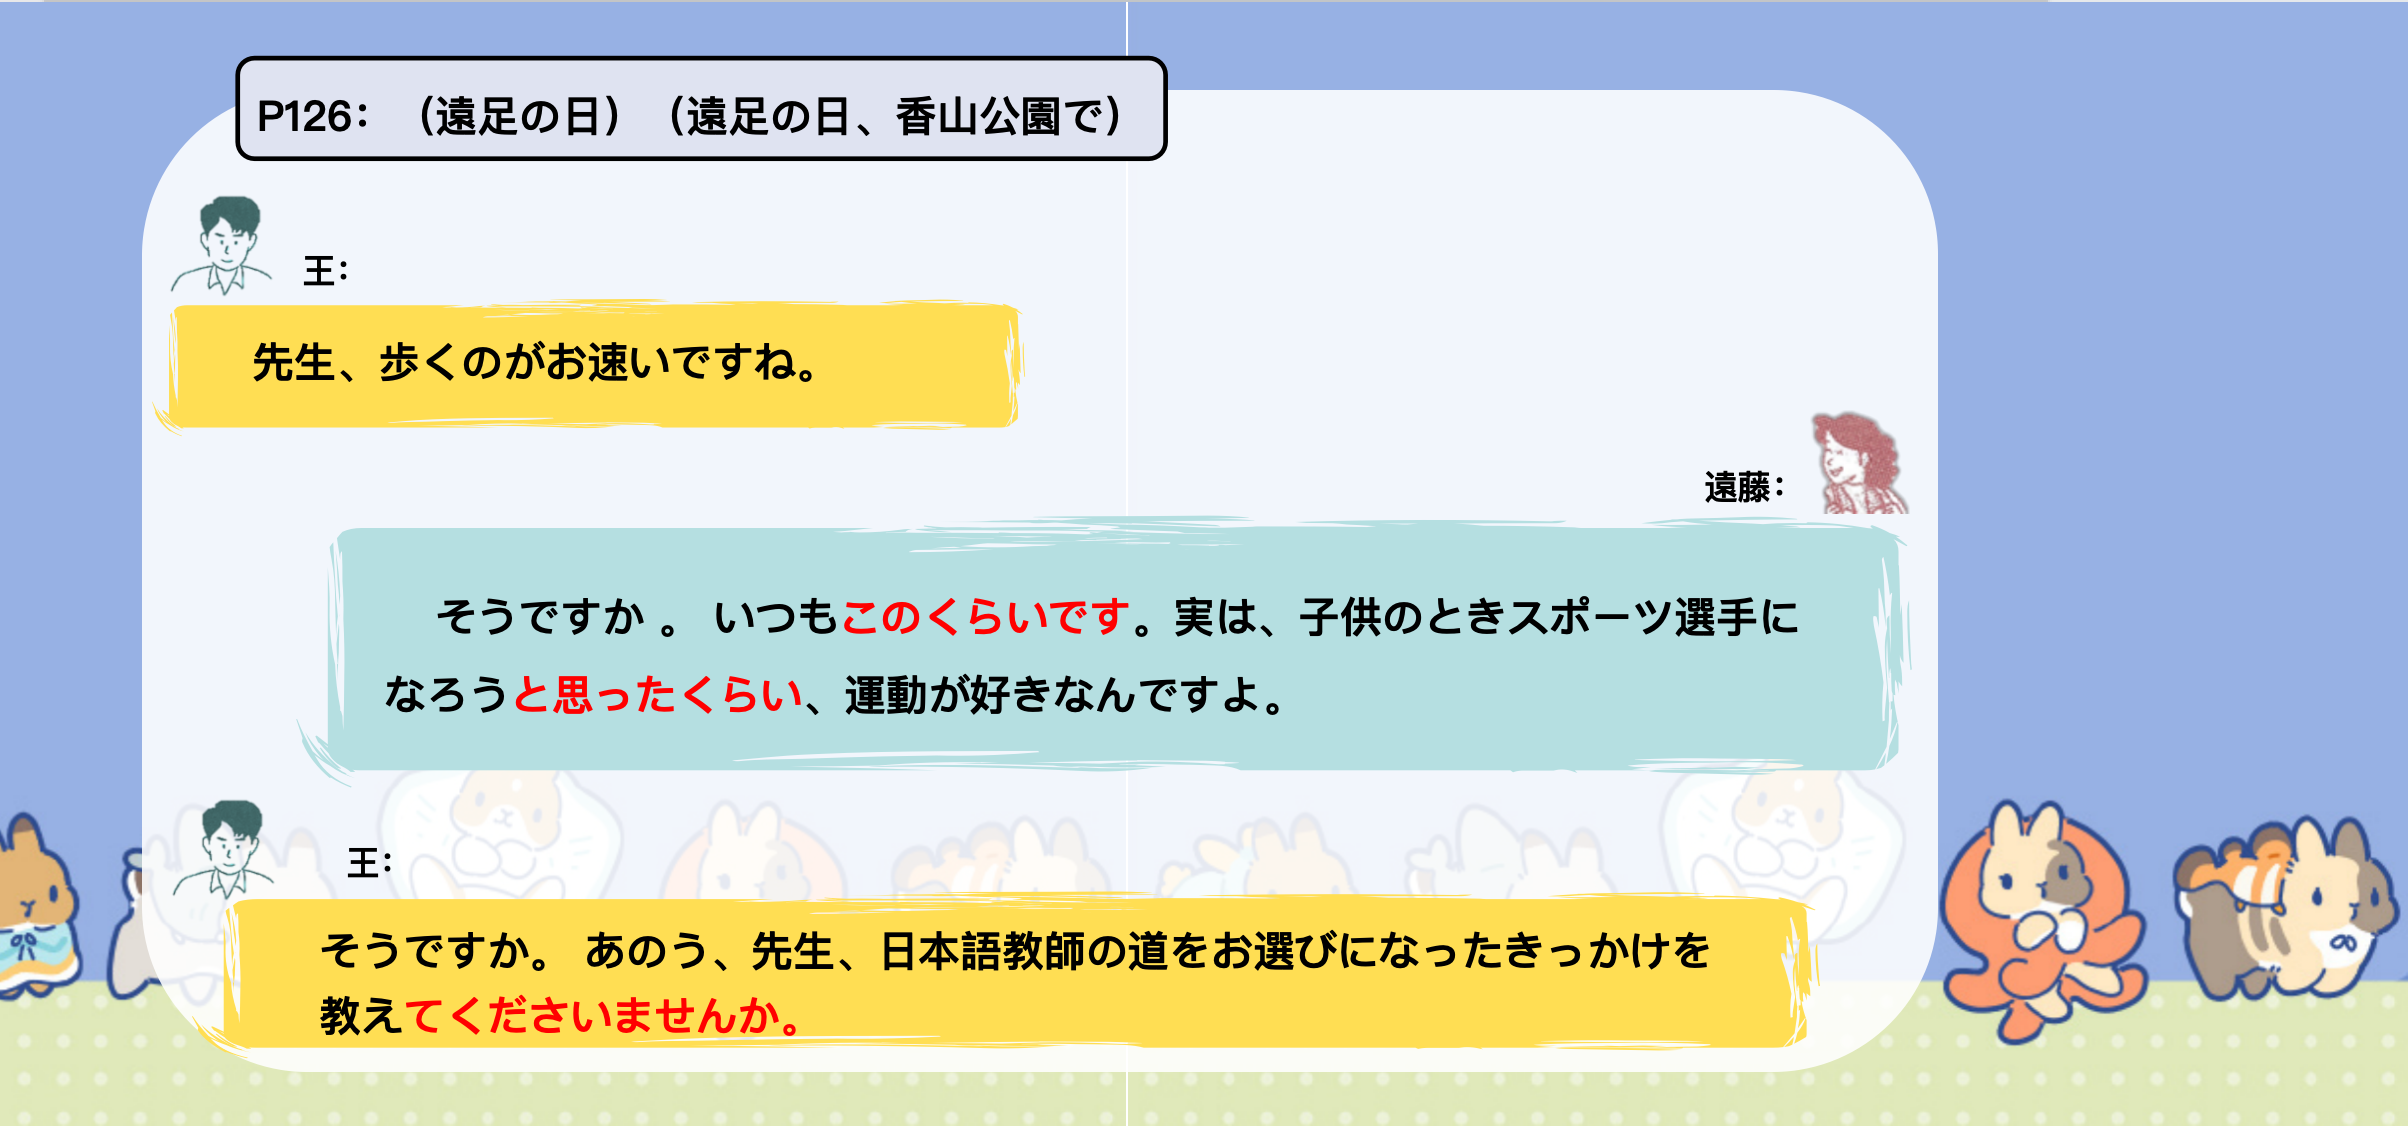 P126：（遠足の日）（遠足の日、香山公園で）
王：
先生、歩くのがお速いですね。
遠藤：
そうですか 。 いつもこのくらいです。実は、子供のときスポーツ選手に
なろうと思ったくらい、運動が好きなんですよ。
王：
そうですか。 あのう、先生、日本語教師の道をお選びになったきっかけを
教えてくださいませんか。